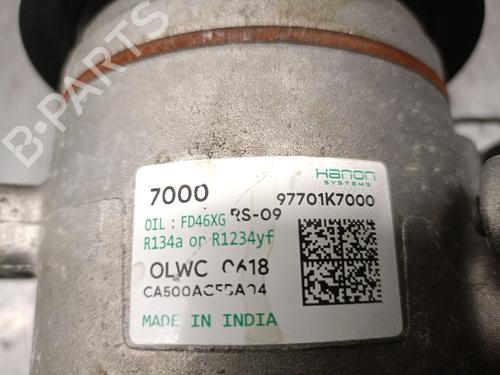 B-PARTS
Hanon
SYSTEMS
7000
97701K7000
OIL : FD46XG
RS-09
R134a or R1234yf
OLWC 0618
MADE IN INDIA